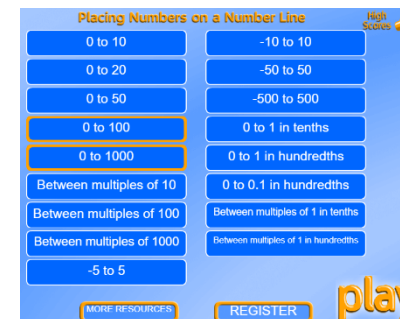 Placing Numbers on a Number Line
High
Scores
0 to 10
0 to 20
0 to 50
0 to 100
0 to 1000
Between multiples of 10
Between multiples of 100
Between multiples of 1000
-5 to 5
-10 to 10
-50 to 50
-500 to 500
0 to 1 in tenths
0 to 1 in hundredths
0 to 0.1 in hundredths
Between multiples of 1 in tenths
Between multiples of 1 in hundredths
MORE RESOURCES
REGISTER
play